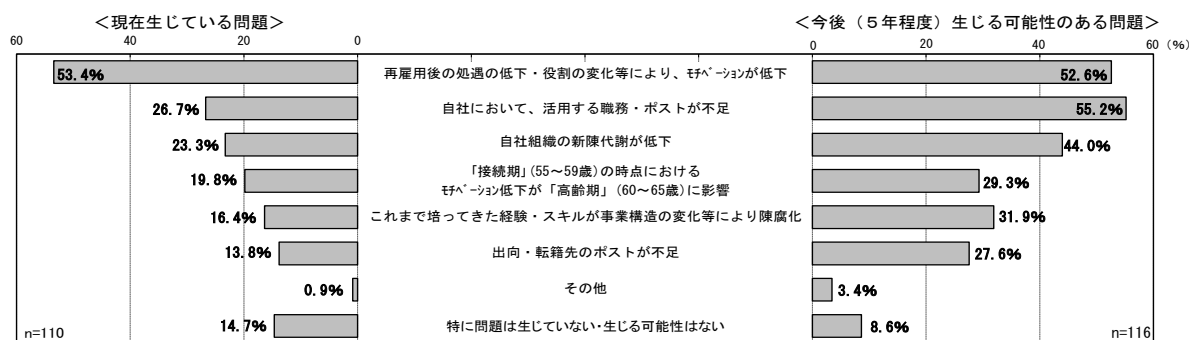 ＜現在生じている問題＞
＜今後（５年程度）生じる可能性のある問題＞
60 40 20 0
0 20 40 60 (%)
53.4% 再雇用後の処遇の低下・役割の変化等により、ﾓﾁﾍﾞｰｼｮﾝが低下 52.6%
26.7% 自社において、活用する職務・ポストが不足 55.2%
23.3% 自社組織の新陳代謝が低下 44.0%
「接続期」(55～59歳)の時点における
19.8% ﾓﾁﾍﾞｰｼｮﾝ低下が「高齢期」(60～65歳)に影響 29.3%
16.4% これまで培ってきた経験・スキルが事業構造の変化等により陳腐化 31.9%
13.8% 出向・転籍先のポストが不足 27.6%
0.9% その他 3.4%
14.7% 特に問題は生じていない・生じる可能性はない 8.6%
n=110
n=116